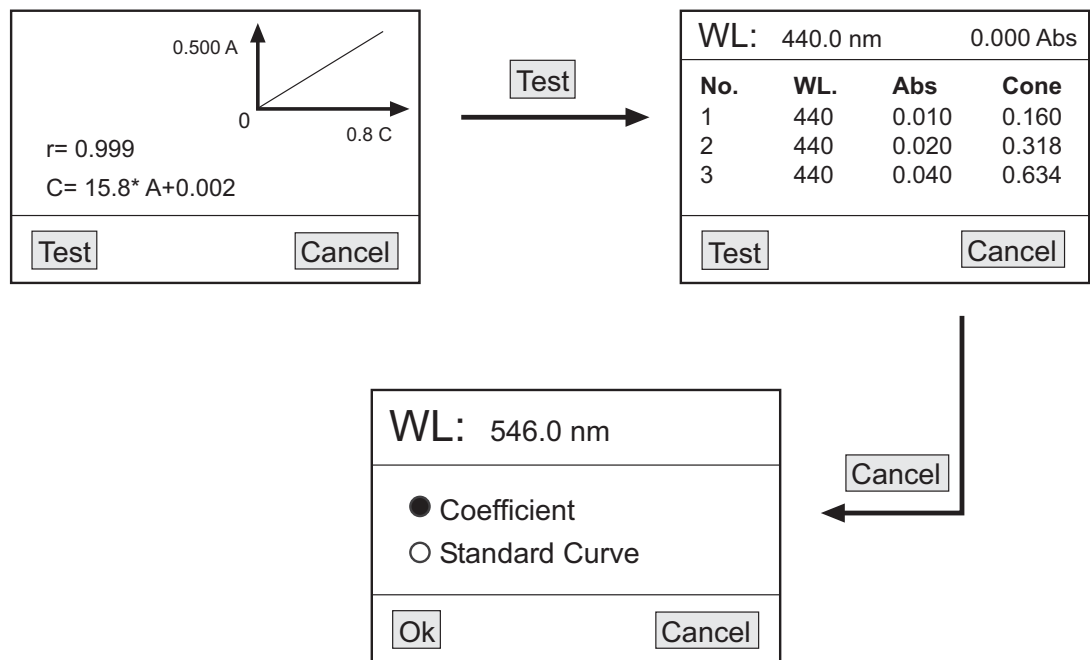 0.500 A
0
0.8 C
r= 0.999
C= 15.8* A+0.002
Test
Cancel
Test
WL: 440.0 nm 0.000 Abs
No. WL. Abs Cone
1 440 0.010 0.160
2 440 0.020 0.318
3 440 0.040 0.634
Test
Cancel
Cancel
WL: 546.0 nm
Coefficient
Standard Curve
Ok
Cancel